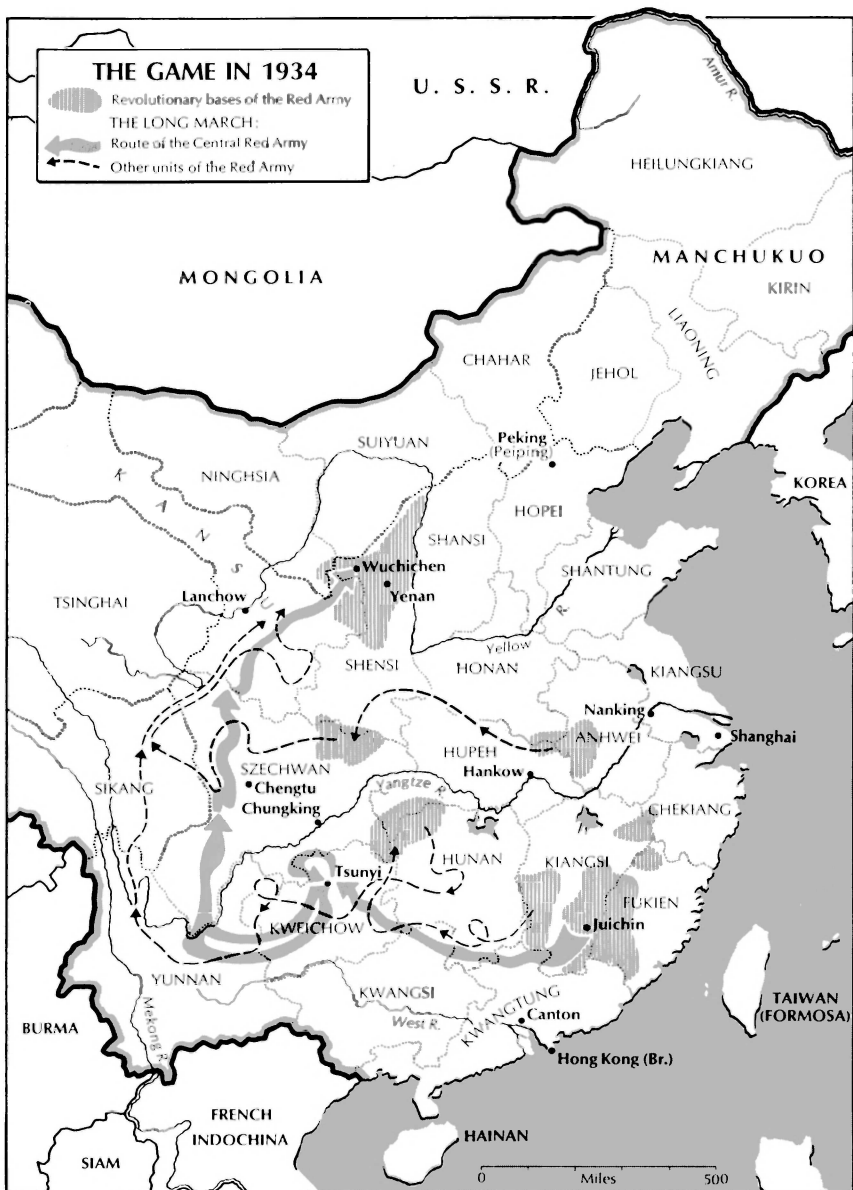 THE GAME IN 1934
Revolutionary bases of the Red Army
THE LONG MARCH:
Route of the Central Red Army
Other units of the Red Army
U. S. S. R.
Amur R.
HEILUNGKIANG
MONGOLIA
MANCHUKUO
KIRIN
LIAONING
CHAHAR
JEHOL
SUIYUAN
Peking
(Peiping)
NINGHSIA
KANSU
KOREA
HOPEI
SHANSI
Wuchichen
SHANTUNG
Lanchow
Yenan
TSINGHAI
Yellow R.
SHENSI
HONAN
KIANGSU
Nanking
ANHWEI
Shanghai
HUPEH
SZECHWAN
Hankow
SIKANG
Chengtu
Yangtze R.
Chungking
CHEKIANG
HUNAN
KIANGSI
Tsunyi
FUKIEN
KWEICHOW
Juichin
YUNNAN
KWANGSI
KWANGTUNG
TAIWAN
(FORMOSA)
BURMA
Mekong R.
West R.
Canton
Hong Kong (Br.)
FRENCH
INDOCHINA
HAINAN
SIAM
0 Miles 500